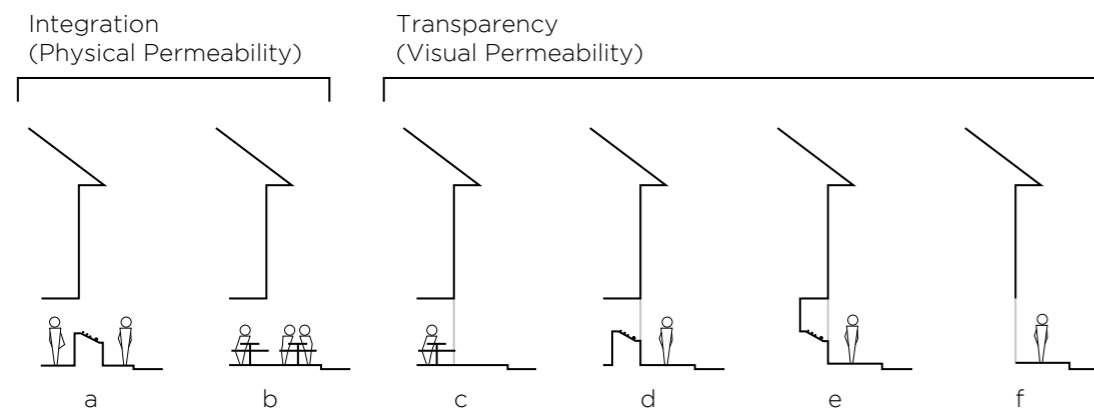 Integration
(Physical Permeability)
Transparency
(Visual Permeability)
a b c d e f